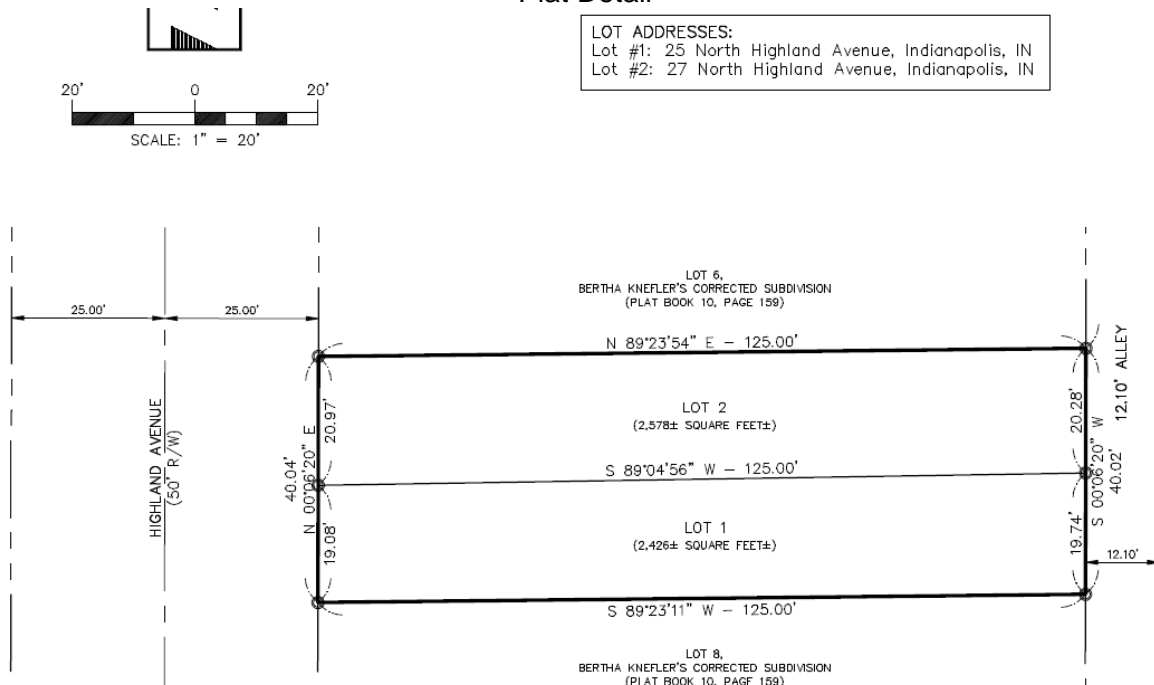 Plat Detail
LOT ADDRESSES:
Lot #1: 25 North Highland Avenue, Indianapolis, IN
Lot #2: 27 North Highland Avenue, Indianapolis, IN
20' 0 20'
SCALE: 1" = 20'
LOT 6,
BERTHA KNEFLER'S CORRECTED SUBDIVISION
(PLAT BOOK 10, PAGE 159)
25.00' 25.00'
N 89°23'54" E - 125.00'
12.10' ALLEY
HIGHLAND AVENUE
(50' R/W)
40.04'
N 00°06'20" E
20.97'
19.08'
LOT 2
(2,578± SQUARE FEET±)
S 89°04'56" W - 125.00'
LOT 1
(2,426± SQUARE FEET±)
20.28'
19.74'
S 00°06'20" W
40.02'
12.10'
S 89°23'11" W - 125.00'
LOT 8,
BERTHA KNEFLER'S CORRECTED SUBDIVISION
(PLAT BOOK 10, PAGE 159)